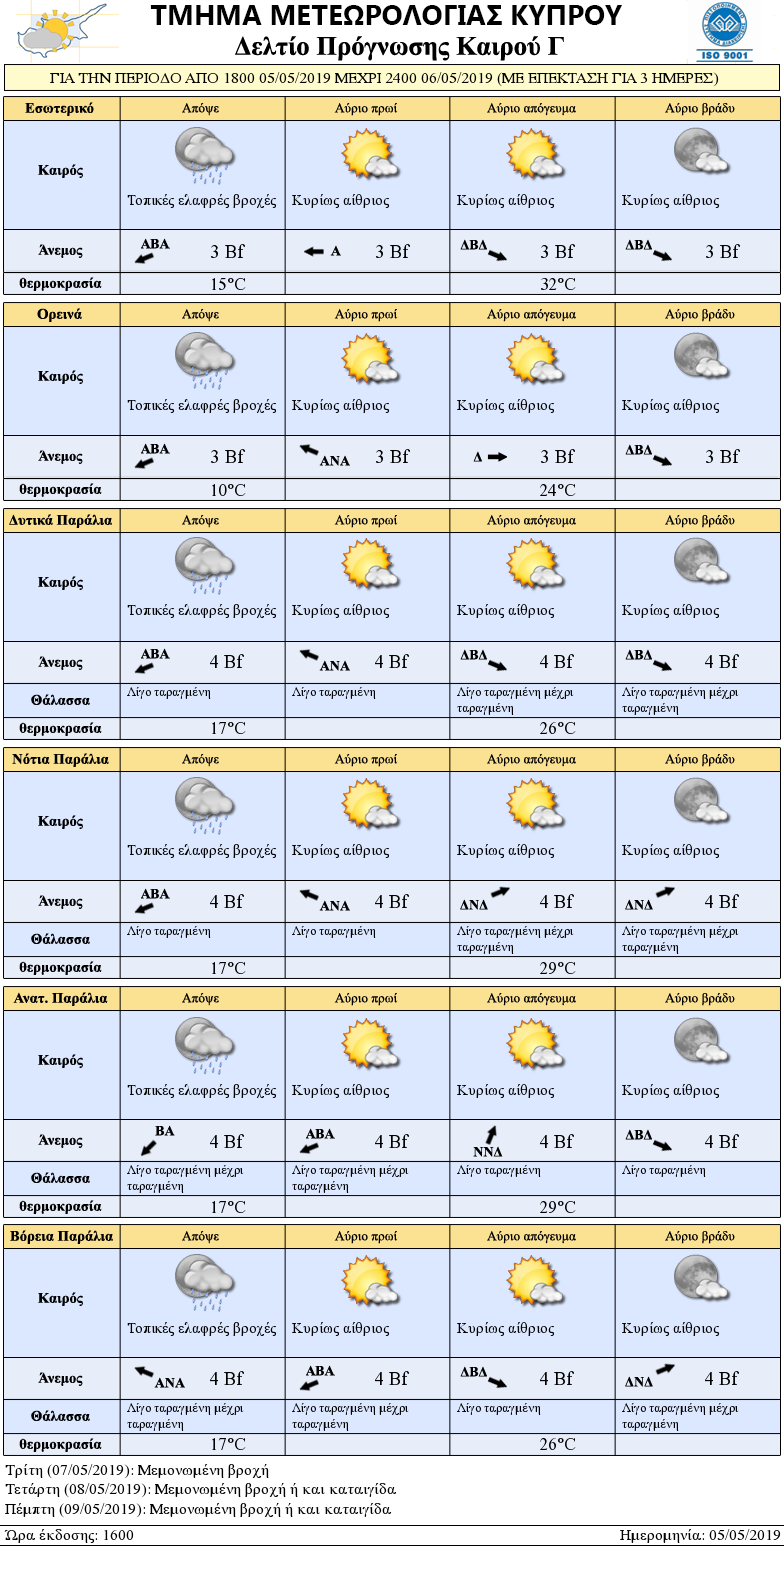 ΤΜΗΜΑ ΜΕΤΕΩΡΟΛΟΓΙΑΣ ΚΥΠΡΟΥ
Δελτίο Πρόγνωσης Καιρού Γ
ISO 9001
ΓΙΑ ΤΗΝ ΠΕΡΙΟΔΟ ΑΠΟ 1800 05/05/2019 ΜΕΧΡΙ 2400 06/05/2019 (ΜΕ ΕΠΕΚΤΑΣΗ ΓΙΑ 3 ΗΜΕΡΕΣ)
Εσωτερικό Απόψε Αύριο πρωί Αύριο απόγευμα Αύριο βράδυ
Καιρός
Τοπικές ελαφρές βροχές Κυρίως αίθριος Κυρίως αίθριος Κυρίως αίθριος
Άνεμος ΑΒΑ 3 Bf Α 3 Bf ΔΒΔ 3 Bf ΔΒΔ 3 Bf
θερμοκρασία 15°C 32°C
Ορεινά Απόψε Αύριο πρωί Αύριο απόγευμα Αύριο βράδυ
Καιρός
Τοπικές ελαφρές βροχές Κυρίως αίθριος Κυρίως αίθριος Κυρίως αίθριος
Άνεμος ΑΒΑ 3 Bf ΑΝΑ 3 Bf Δ 3 Bf ΔΒΔ 3 Bf
θερμοκρασία 10°C 24°C
Δυτικά Παράλια Απόψε Αύριο πρωί Αύριο απόγευμα Αύριο βράδυ
Καιρός
Τοπικές ελαφρές βροχές Κυρίως αίθριος Κυρίως αίθριος Κυρίως αίθριος
Άνεμος ΑΒΑ 4 Bf ΑΝΑ 4 Bf ΔΒΔ 4 Bf ΔΒΔ 4 Bf
Θάλασσα Λίγο ταραγμένη Λίγο ταραγμένη Λίγο ταραγμένη μέχρι ταραγμένη Λίγο ταραγμένη μέχρι ταραγμένη
θερμοκρασία 17°C 26°C
Νότια Παράλια Απόψε Αύριο πρωί Αύριο απόγευμα Αύριο βράδυ
Καιρός
Τοπικές ελαφρές βροχές Κυρίως αίθριος Κυρίως αίθριος Κυρίως αίθριος
Άνεμος ΑΒΑ 4 Bf ΑΝΑ 4 Bf ΔΝΔ 4 Bf ΔΝΔ 4 Bf
Θάλασσα Λίγο ταραγμένη Λίγο ταραγμένη Λίγο ταραγμένη μέχρι ταραγμένη Λίγο ταραγμένη μέχρι ταραγμένη
θερμοκρασία 17°C 29°C
Ανατ. Παράλια Απόψε Αύριο πρωί Αύριο απόγευμα Αύριο βράδυ
Καιρός
Τοπικές ελαφρές βροχές Κυρίως αίθριος Κυρίως αίθριος Κυρίως αίθριος
Άνεμος ΒΑ 4 Bf ΑΒΑ 4 Bf ΝΝΔ 4 Bf ΔΒΔ 4 Bf
Θάλασσα Λίγο ταραγμένη μέχρι ταραγμένη Λίγο ταραγμένη μέχρι ταραγμένη Λίγο ταραγμένη Λίγο ταραγμένη
θερμοκρασία 17°C 29°C
Βόρεια Παράλια Απόψε Αύριο πρωί Αύριο απόγευμα Αύριο βράδυ
Καιρός
Τοπικές ελαφρές βροχές Κυρίως αίθριος Κυρίως αίθριος Κυρίως αίθριος
Άνεμος ΑΝΑ 4 Bf ΑΒΑ 4 Bf ΔΒΔ 4 Bf ΔΝΔ 4 Bf
Θάλασσα Λίγο ταραγμένη μέχρι ταραγμένη Λίγο ταραγμένη μέχρι ταραγμένη Λίγο ταραγμένη Λίγο ταραγμένη μέχρι ταραγμένη
θερμοκρασία 17°C 26°C
Τρίτη (07/05/2019): Μεμονωμένη βροχή
Τετάρτη (08/05/2019): Μεμονωμένη βροχή ή και καταιγίδα
Πέμπτη (09/05/2019): Μεμονωμένη βροχή ή και καταιγίδα
Ώρα έκδοσης: 1600 Ημερομηνία: 05/05/2019